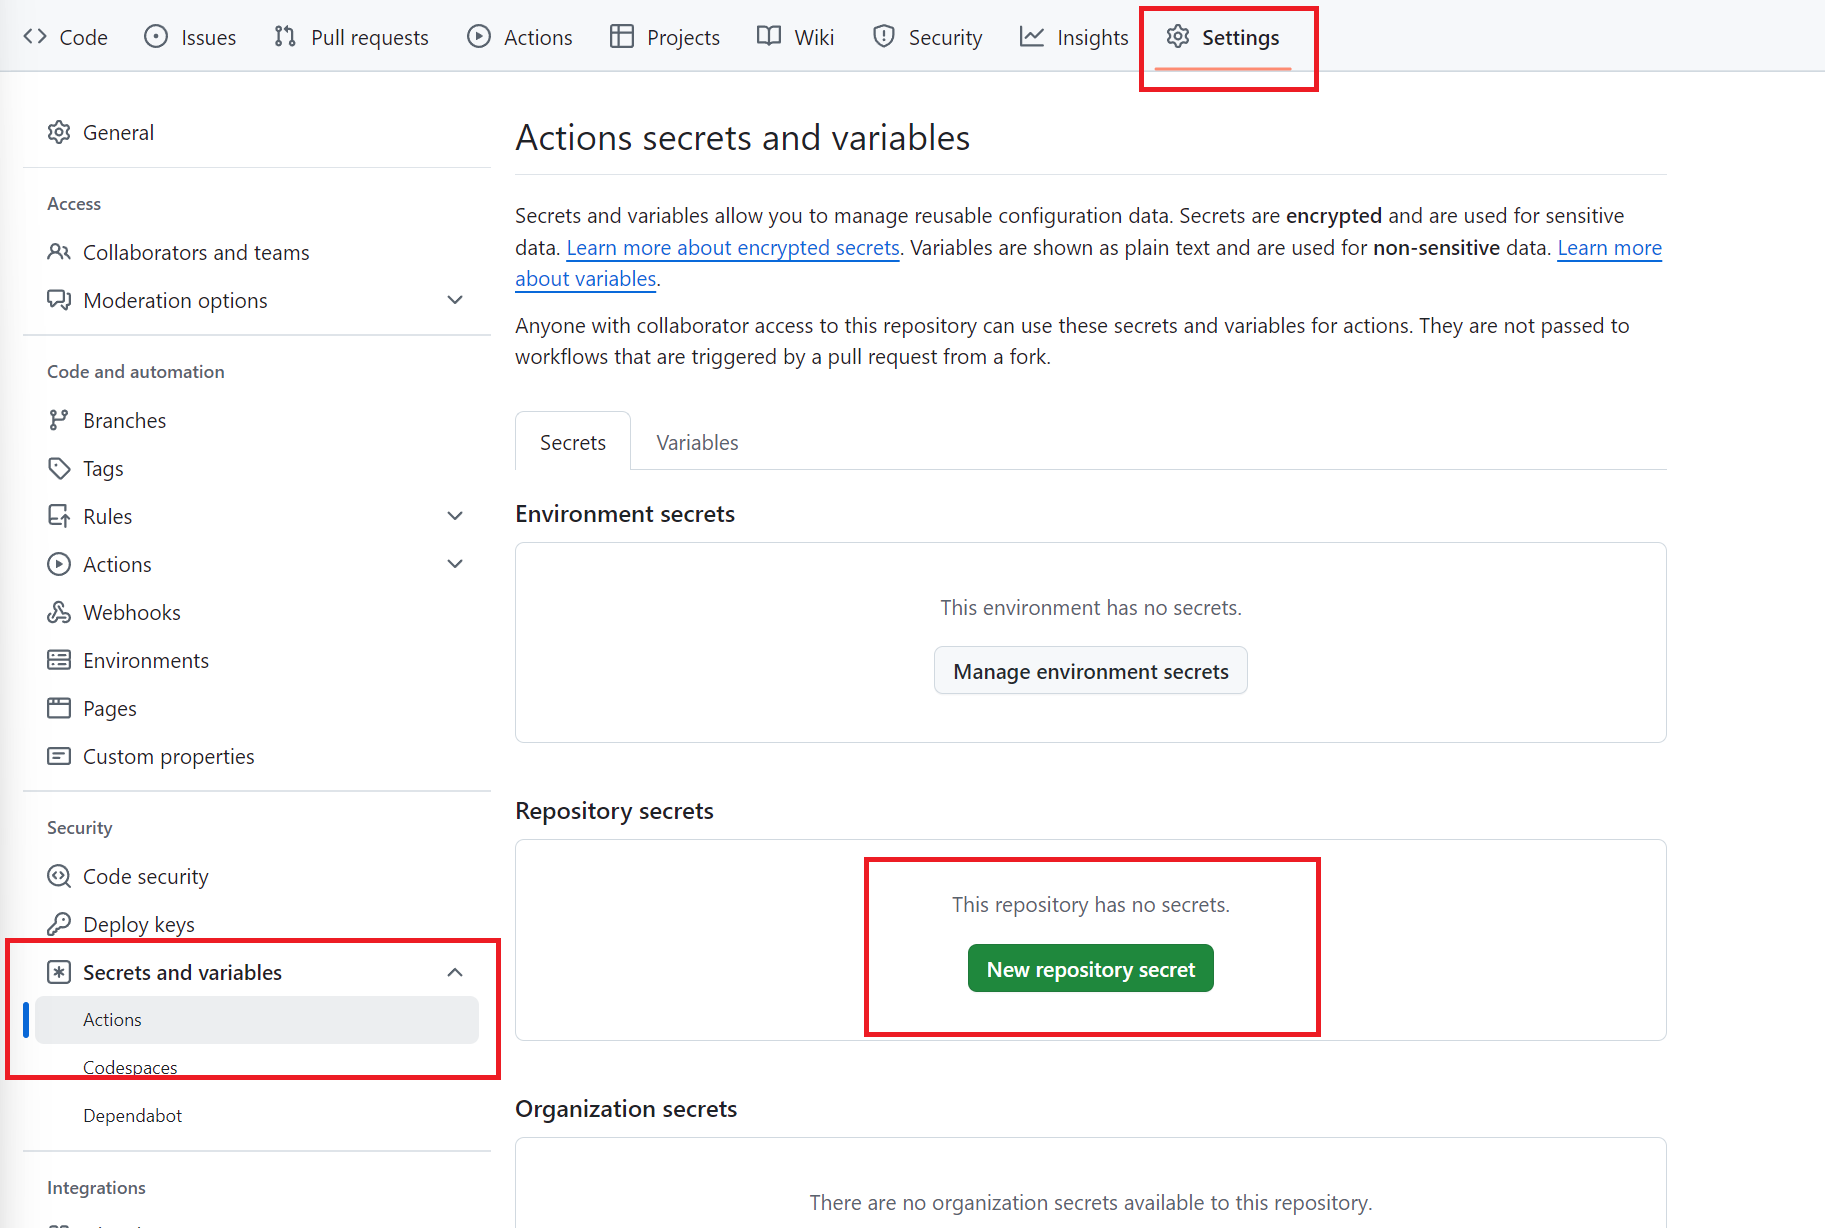 Code Issues Pull requests Actions Projects Wiki Security Insights Settings
General
Access
Collaborators and teams
Moderation options
Code and automation
Branches
Tags
Rules
Actions
Webhooks
Environments
Pages
Custom properties
Security
Code security
Deploy keys
Secrets and variables
Actions
Codespaces
Dependabot
Integrations
Actions secrets and variables
Secrets and variables allow you to manage reusable configuration data. Secrets are encrypted and are used for sensitive
data. Learn more about encrypted secrets. Variables are shown as plain text and are used for non-sensitive data. Learn more
about variables.
Anyone with collaborator access to this repository can use these secrets and variables for actions. They are not passed to
workflows that are triggered by a pull request from a fork.
Secrets Variables
Environment secrets
This environment has no secrets.
Manage environment secrets
Repository secrets
This repository has no secrets.
New repository secret
Organization secrets
There are no organization secrets available to this repository.